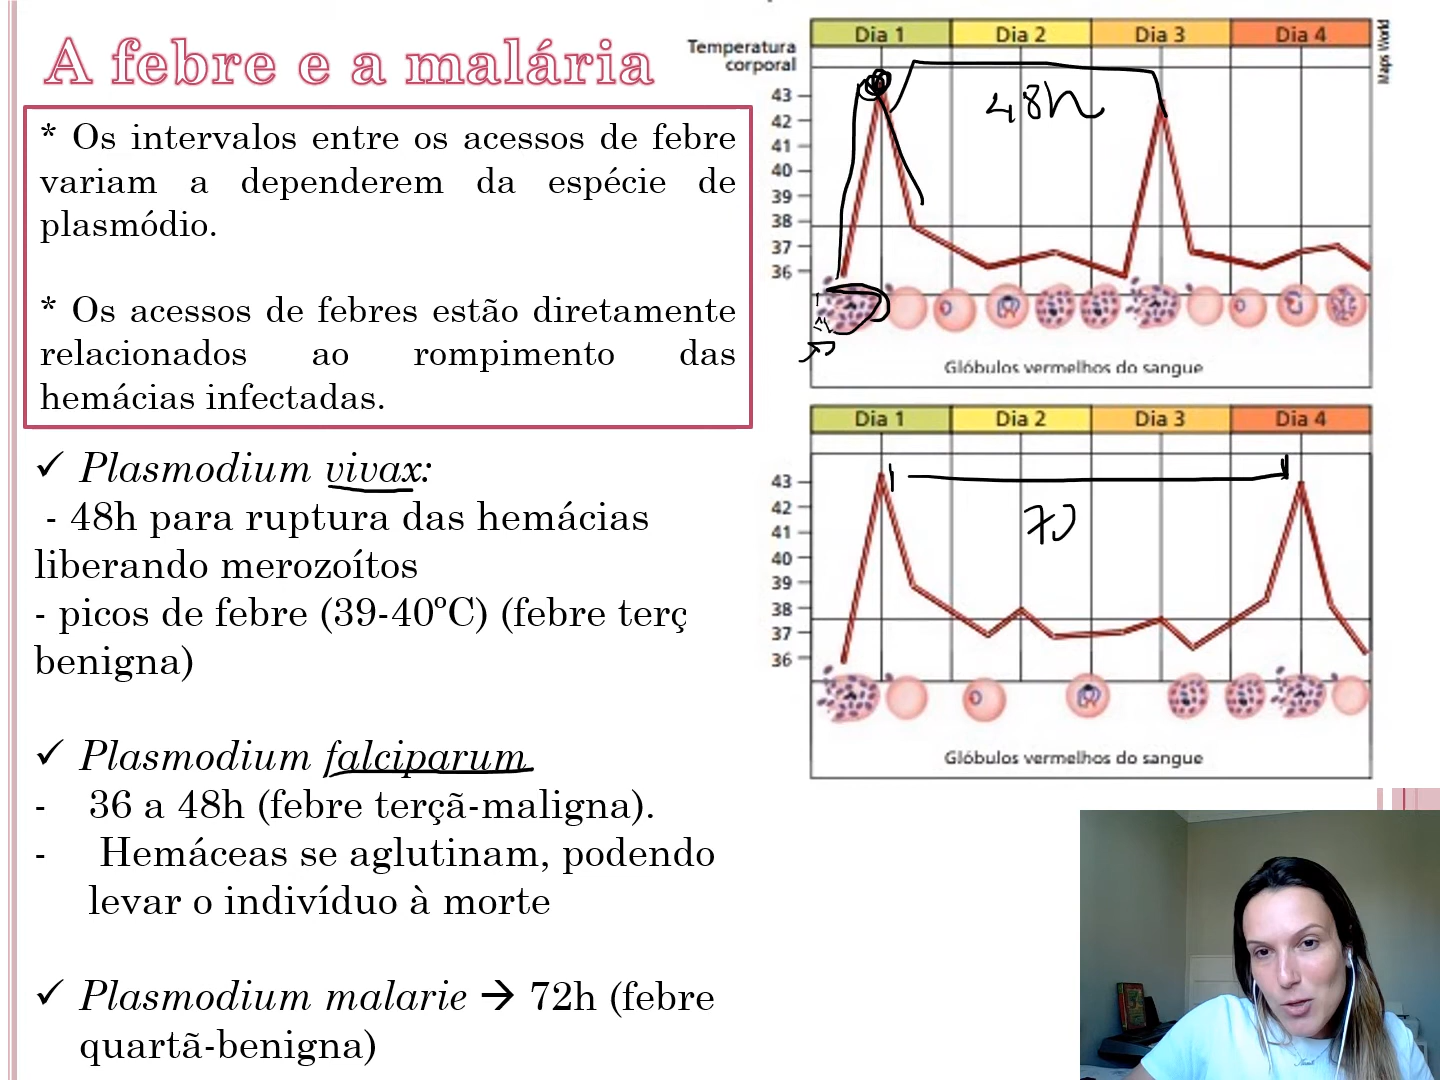 A febre e a malária
* Os intervalos entre os acessos de febre
variam a dependerem da espécie de
plasmódio.
* Os acessos de febres estão diretamente
relacionados ao rompimento das
hemácias infectadas.
✓ Plasmodium vivax:
- 48h para ruptura das hemácias
liberando merozoítos
- picos de febre (39-40ºC) (febre terç
benigna)
✓ Plasmodium falciparum
- 36 a 48h (febre terçã-maligna).
- Hemáceas se aglutinam, podendo
levar o indivíduo à morte
✓ Plasmodium malarie → 72h (febre
quartã-benigna)
Temperatura
corporal
Dia 1 Dia 2 Dia 3 Dia 4
48h
43
42
41
40
39
38
37
36
Glóbulos vermelhos do sangue
Maps World
Dia 1 Dia 2 Dia 3 Dia 4
43
42
41
40
39
38
37
36
Glóbulos vermelhos do sangue